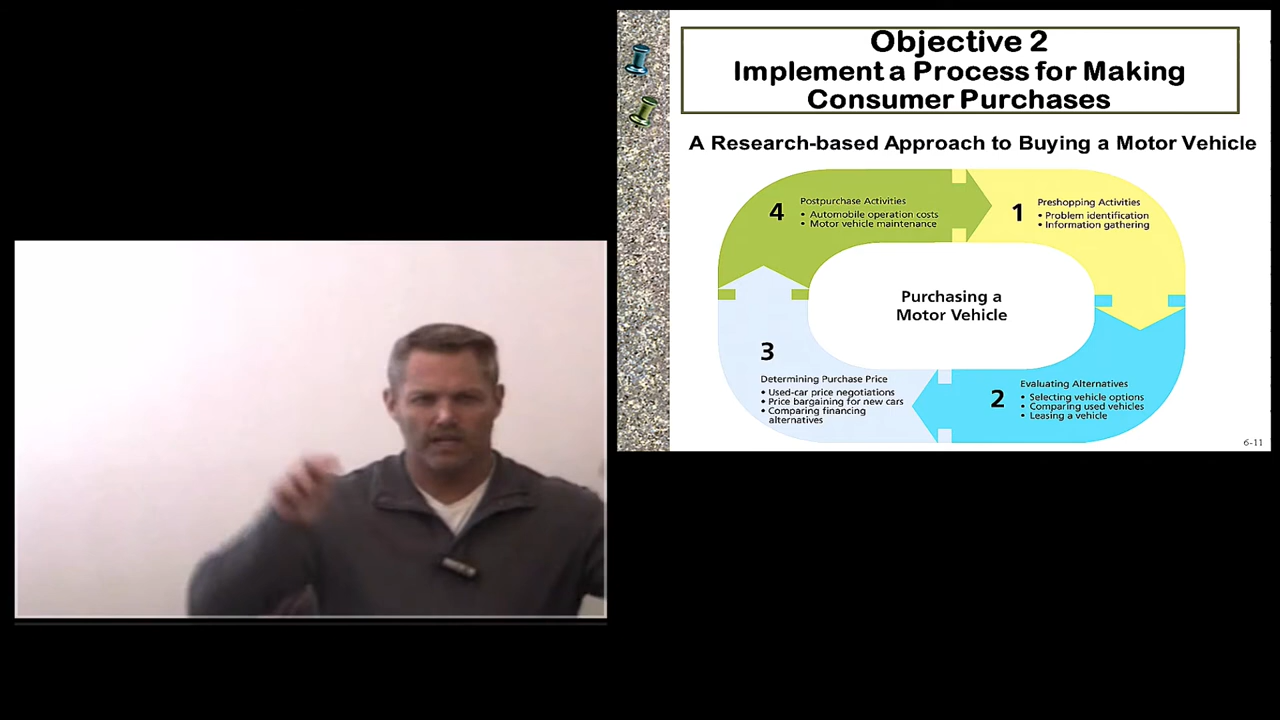 Objective 2
Implement a Process for Making
Consumer Purchases
A Research-based Approach to Buying a Motor Vehicle
4
Postpurchase Activities
• Automobile operation costs
• Motor vehicle maintenance
1
Preshopping Activities
• Problem identification
• Information gathering
Purchasing a
Motor Vehicle
3
Determining Purchase Price
• Used-car price negotiations
• Price bargaining for new cars
• Comparing financing
alternatives
2
Evaluating Alternatives
• Selecting vehicle options
• Comparing used vehicles
• Leasing a vehicle
6-11